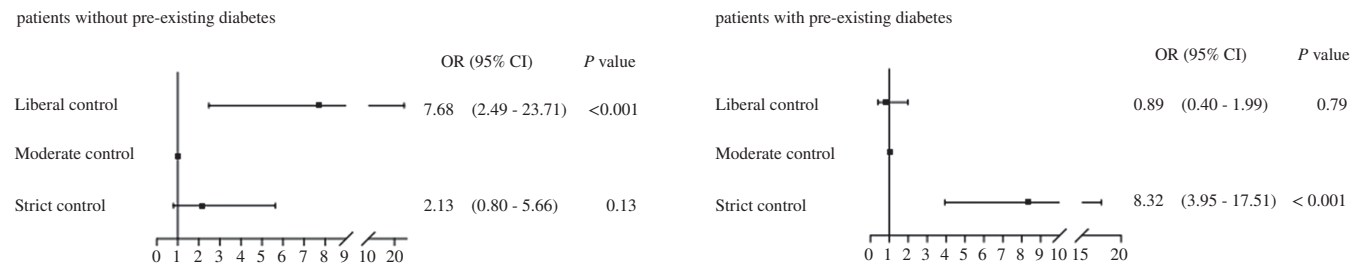 patients without pre-existing diabetes
OR (95% CI) P value
Liberal control 7.68 (2.49 - 23.71) <0.001
Moderate control
Strict control 2.13 (0.80 - 5.66) 0.13
0 1 2 3 4 5 6 7 8 9 10 20
patients with pre-existing diabetes
OR (95% CI) P value
Liberal control 0.89 (0.40 - 1.99) 0.79
Moderate control
Strict control 8.32 (3.95 - 17.51) < 0.001
0 1 2 3 4 5 6 7 8 9 10 15 20